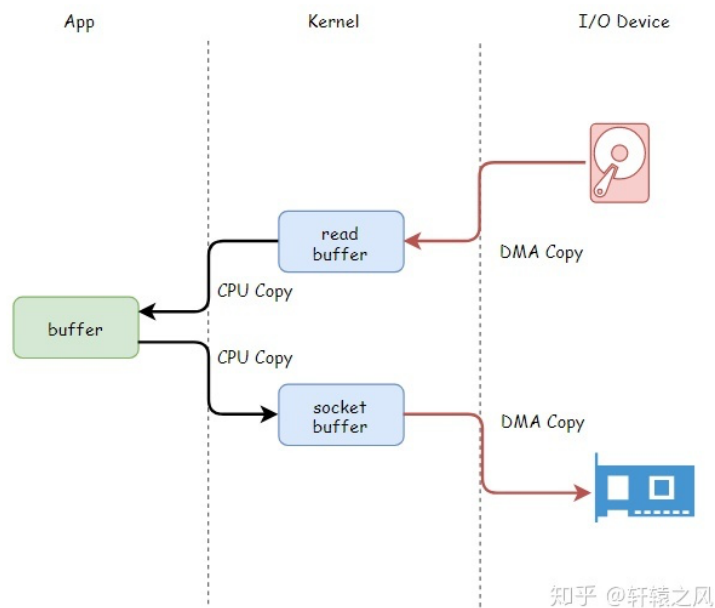 App
Kernel
I/O Device
read
buffer
DMA Copy
CPU Copy
buffer
CPU Copy
socket
buffer
DMA Copy
知乎 @轩辕之风